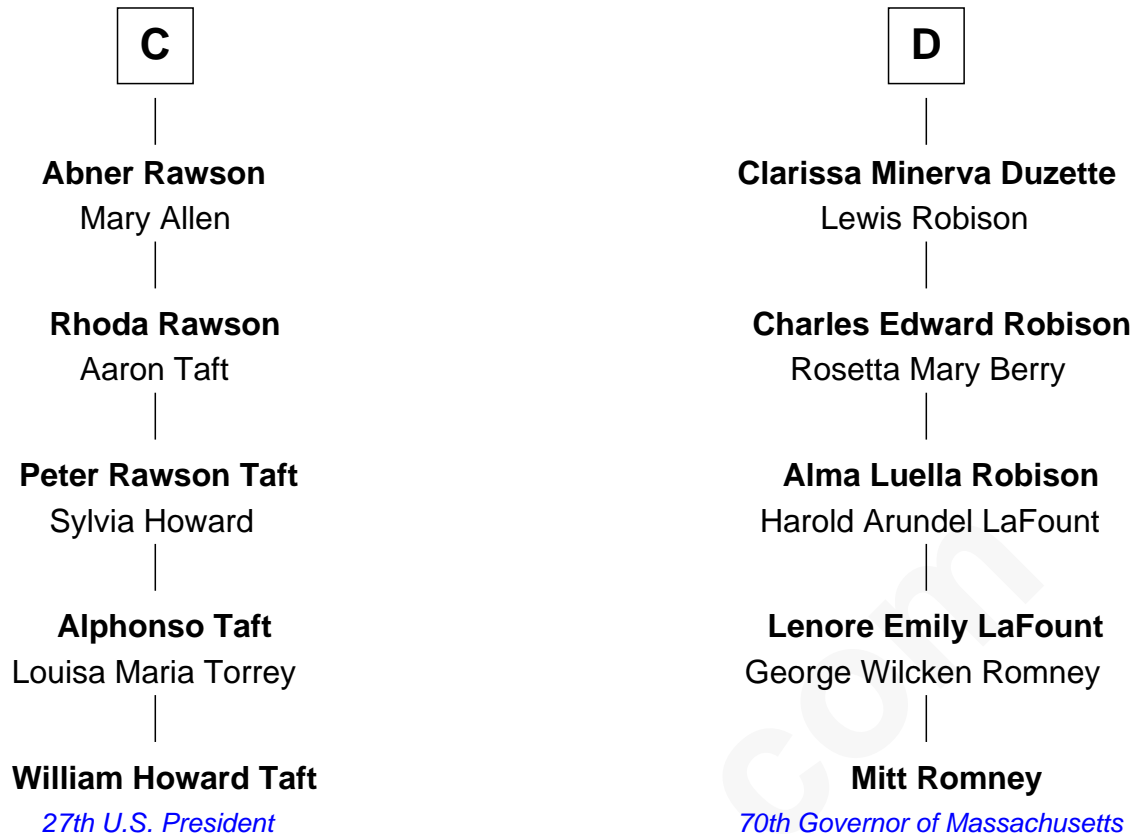 C
Abner Rawson
Mary Allen
Rhoda Rawson
Aaron Taft
Peter Rawson Taft
Sylvia Howard
Alphonso Taft
Louisa Maria Torrey
William Howard Taft
27th U.S. President
D
Clarissa Minerva Duzette
Lewis Robison
Charles Edward Robison
Rosetta Mary Berry
Alma Luella Robison
Harold Arundel LaFount
Lenore Emily LaFount
George Wilcken Romney
Mitt Romney
70th Governor of Massachusetts
com